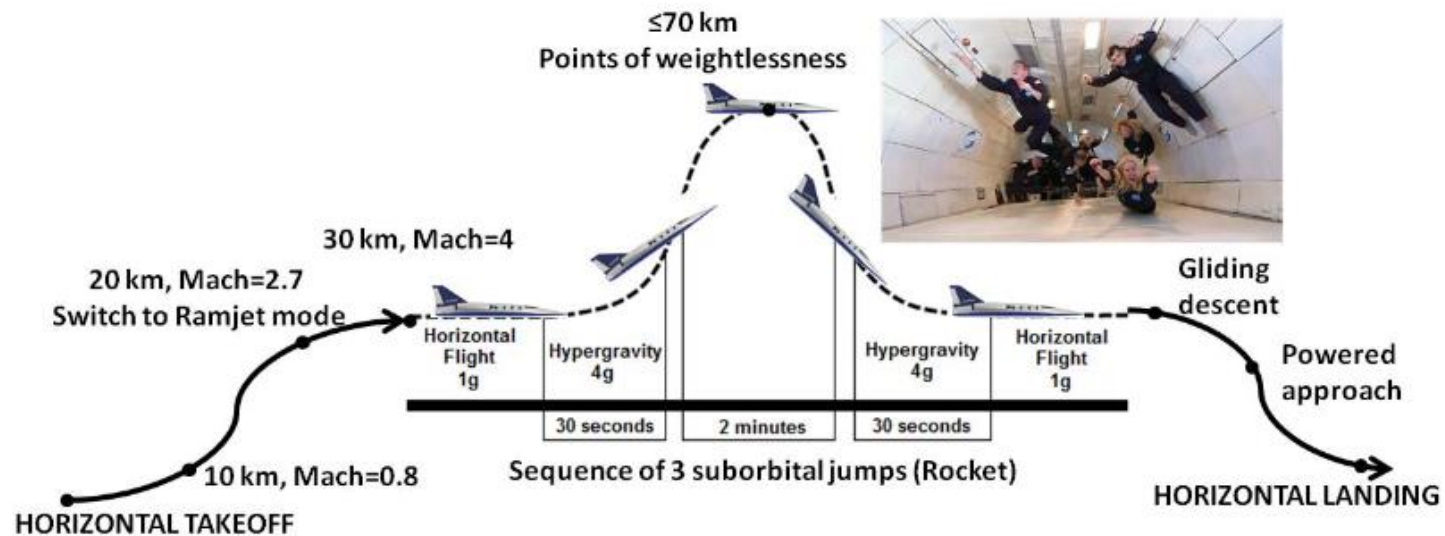 ≤70 km
Points of weightlessness
30 km, Mach=4
20 km, Mach=2.7
Switch to Ramjet mode
Gliding
descent
Horizontal
Flight
1g
Hypergravity
4g
Hypergravity
4g
Horizontal
Flight
1g
Powered
approach
30 seconds
2 minutes
30 seconds
10 km, Mach=0.8
Sequence of 3 suborbital jumps (Rocket)
HORIZONTAL TAKEOFF
HORIZONTAL LANDING